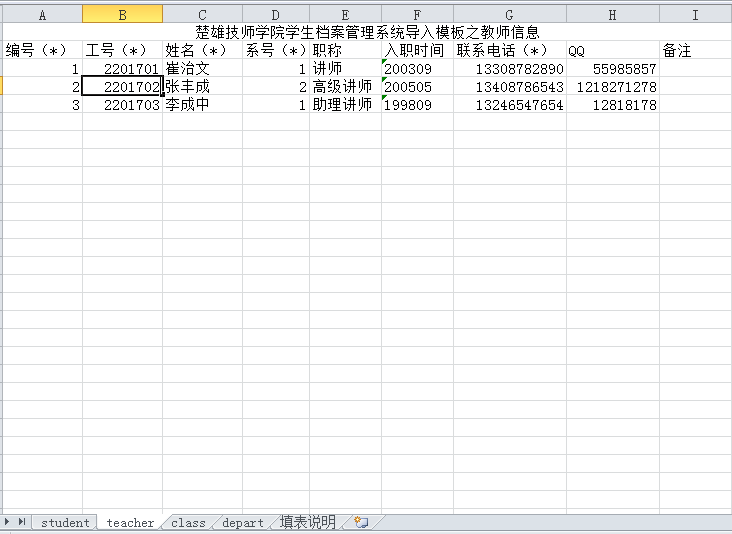 A B C D E F G H I
楚雄技师学院学生档案管理系统导入模板之教师信息
编号（*） 工号（*） 姓名（*） 系号（*） 职称 入职时间 联系电话（*） QQ 备注
1 2201701 崔治文 1 讲师 200309 13308782890 55985857
2 2201702 张丰成 2 高级讲师 200505 13408786543 1218271278
3 2201703 李成中 1 助理讲师 199809 13246547654 12818178
student teacher class depart 填表说明